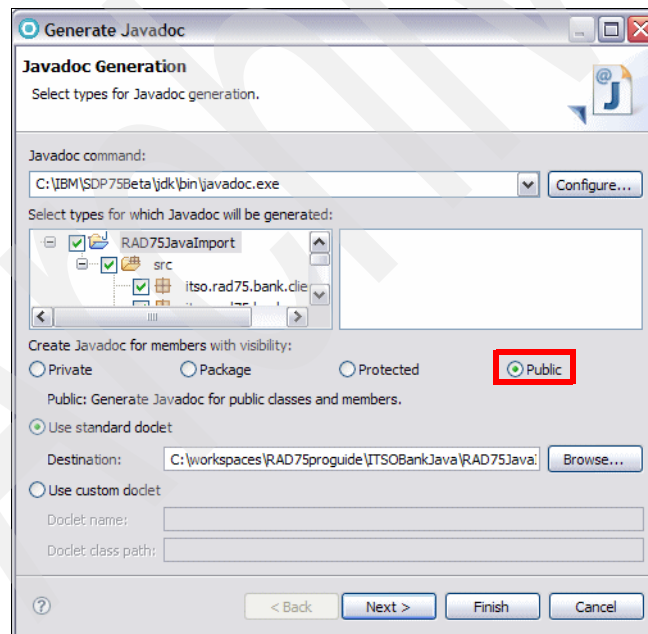 Generate Javadoc
Javadoc Generation
Select types for Javadoc generation.
Javadoc command:
C:\IBM\SDP75Beta\jdk\bin\javadoc.exe
Configure...
Select types for which Javadoc will be generated:
RAD75JavaImport
src
itso.rad75.bank.clie
Create Javadoc for members with visibility:
Private Package Protected Public
Public: Generate Javadoc for public classes and members.
Use standard doclet
Destination: C:\workspaces\RAD75proguide\ITSOBankJava\RAD75Java Browse...
Use custom doclet
Doclet name:
Doclet class path:
< Back Next > Finish Cancel